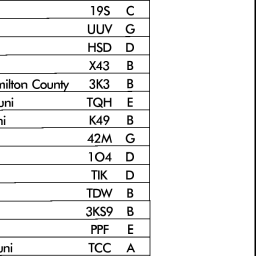 19S C
UUV G
HSD D
X43 B
milton County 3K3 B
uni TQH E
ni K49 B
42M G
1O4 D
TIK D
TDW B
3KS9 B
PPF E
uni TCC A